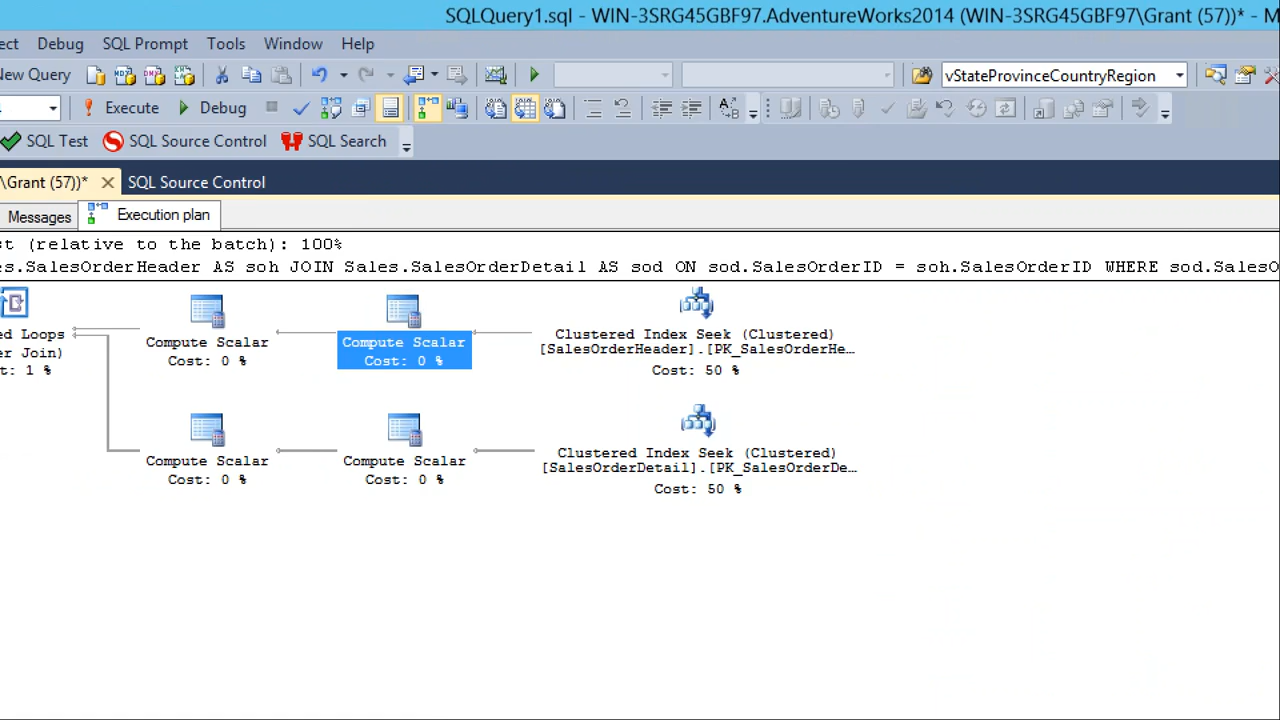 SQLQuery1.sql - WIN-3SRG45GBF97.AdventureWorks2014 (WIN-3SRG45GBF97\Grant (57))* - M
ect Debug SQL Prompt Tools Window Help
New Query vStateProvinceCountryRegion
Execute Debug
SQL Test SQL Source Control SQL Search
\Grant (57))* SQL Source Control
Messages Execution plan
st (relative to the batch): 100%
es.SalesOrderHeader AS soh JOIN Sales.SalesOrderDetail AS sod ON sod.SalesOrderID = soh.SalesOrderID WHERE sod.SalesO
ed Loops
er Join)
t: 1 %
Compute Scalar
Cost: 0 %
Compute Scalar
Cost: 0 %
Clustered Index Seek (Clustered)
[SalesOrderHeader].[PK_SalesOrderHe…
Cost: 50 %
Compute Scalar
Cost: 0 %
Compute Scalar
Cost: 0 %
Clustered Index Seek (Clustered)
[SalesOrderDetail].[PK_SalesOrderDe…
Cost: 50 %